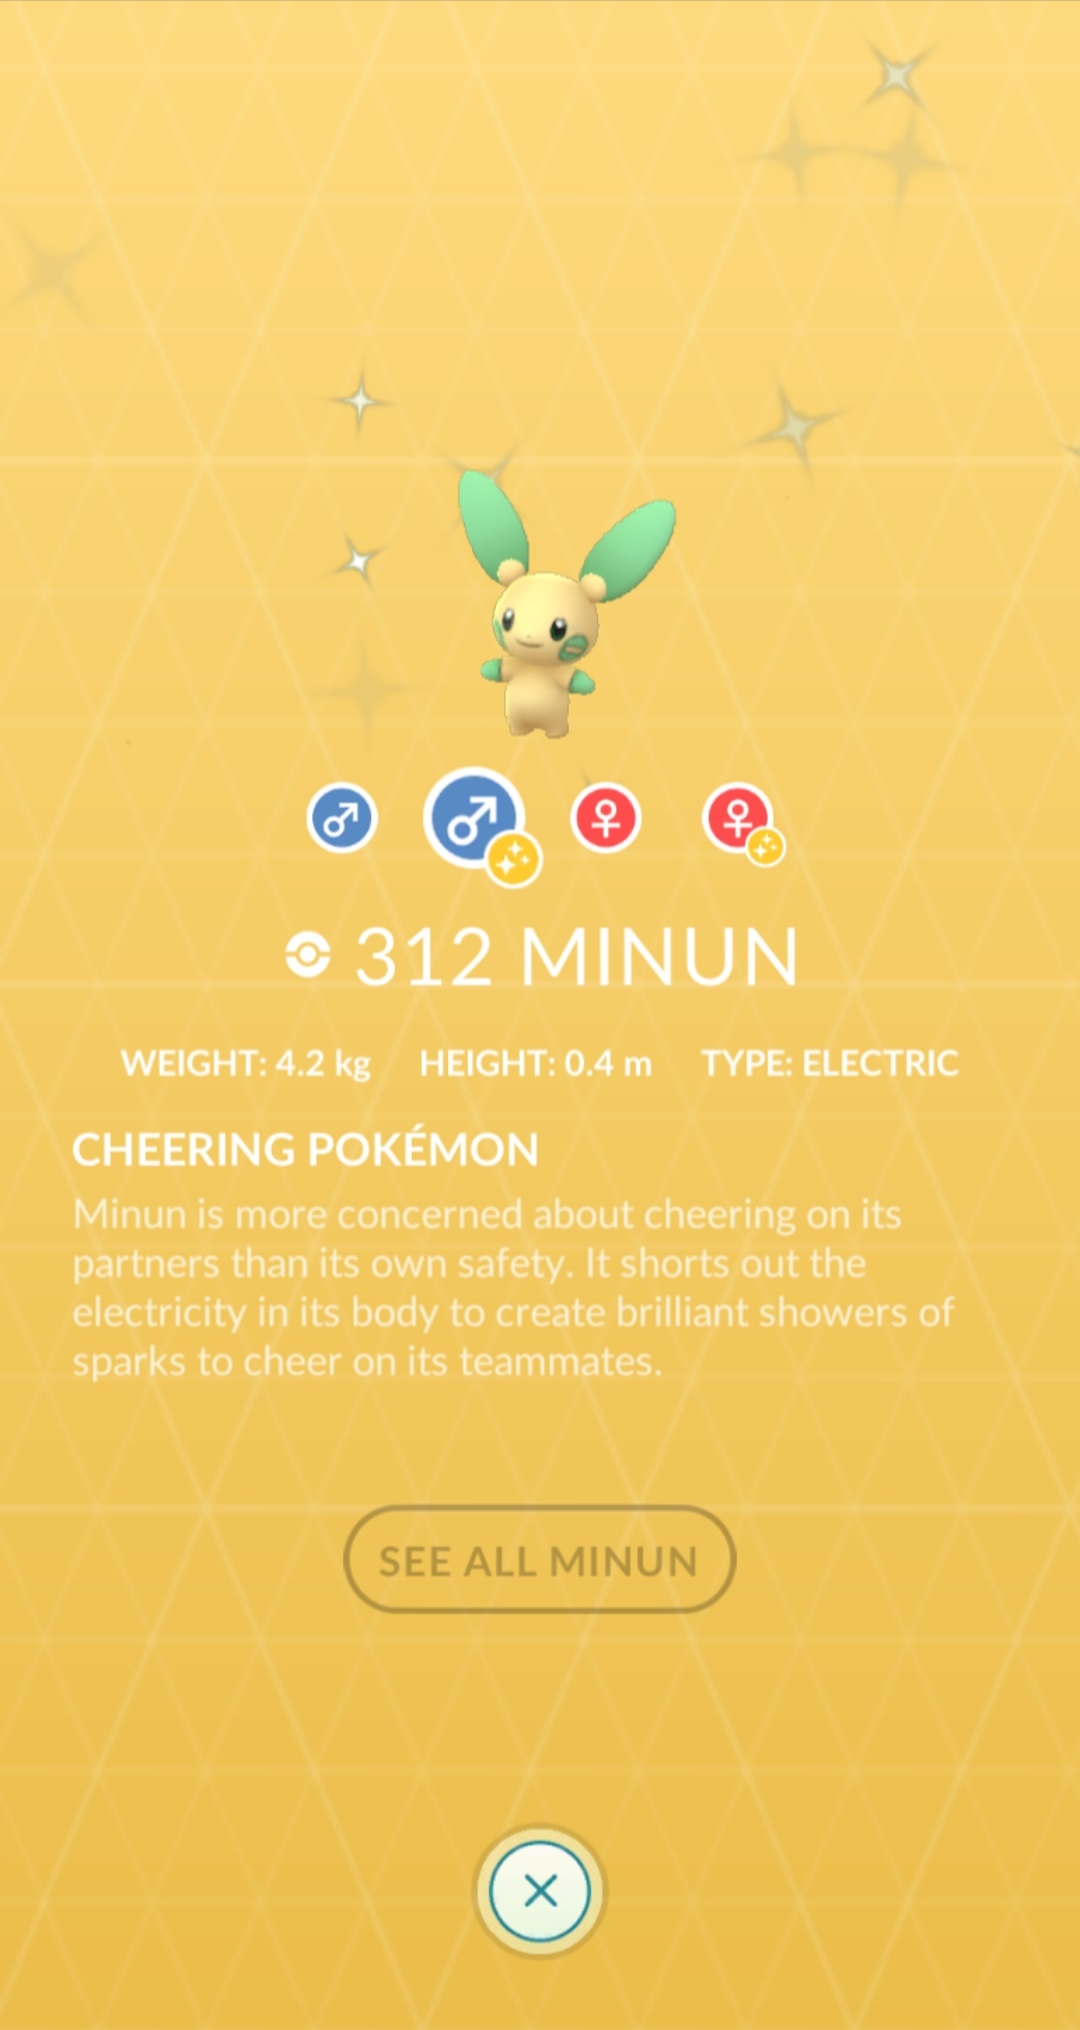 312 MINUN
WEIGHT: 4.2 kg HEIGHT: 0.4 m TYPE: ELECTRIC
CHEERING POKÉMON
Minun is more concerned about cheering on its
partners than its own safety. It shorts out the
electricity in its body to create brilliant showers of
sparks to cheer on its teammates.
SEE ALL MINUN